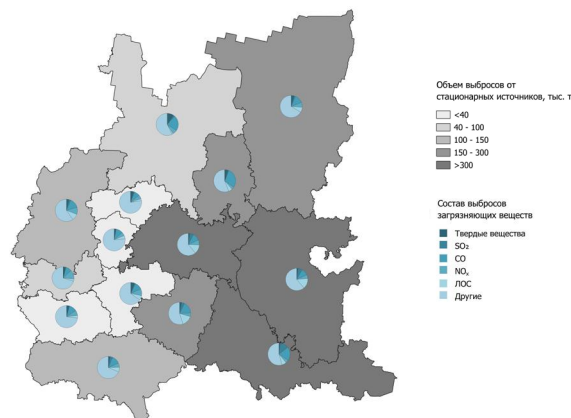 Объем выбросов от
стационарных источников, тыс. т
<40
40 - 100
100 - 150
150 - 300
>300
Состав выбросов
загрязняющих веществ
Твердые вещества
SO₂
CO
NOₓ
ЛОС
Другие